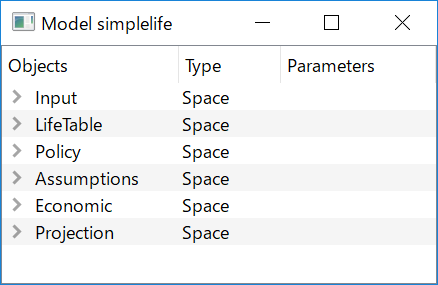 Model simplelife
Objects Type Parameters
Input Space
LifeTable Space
Policy Space
Assumptions Space
Economic Space
Projection Space